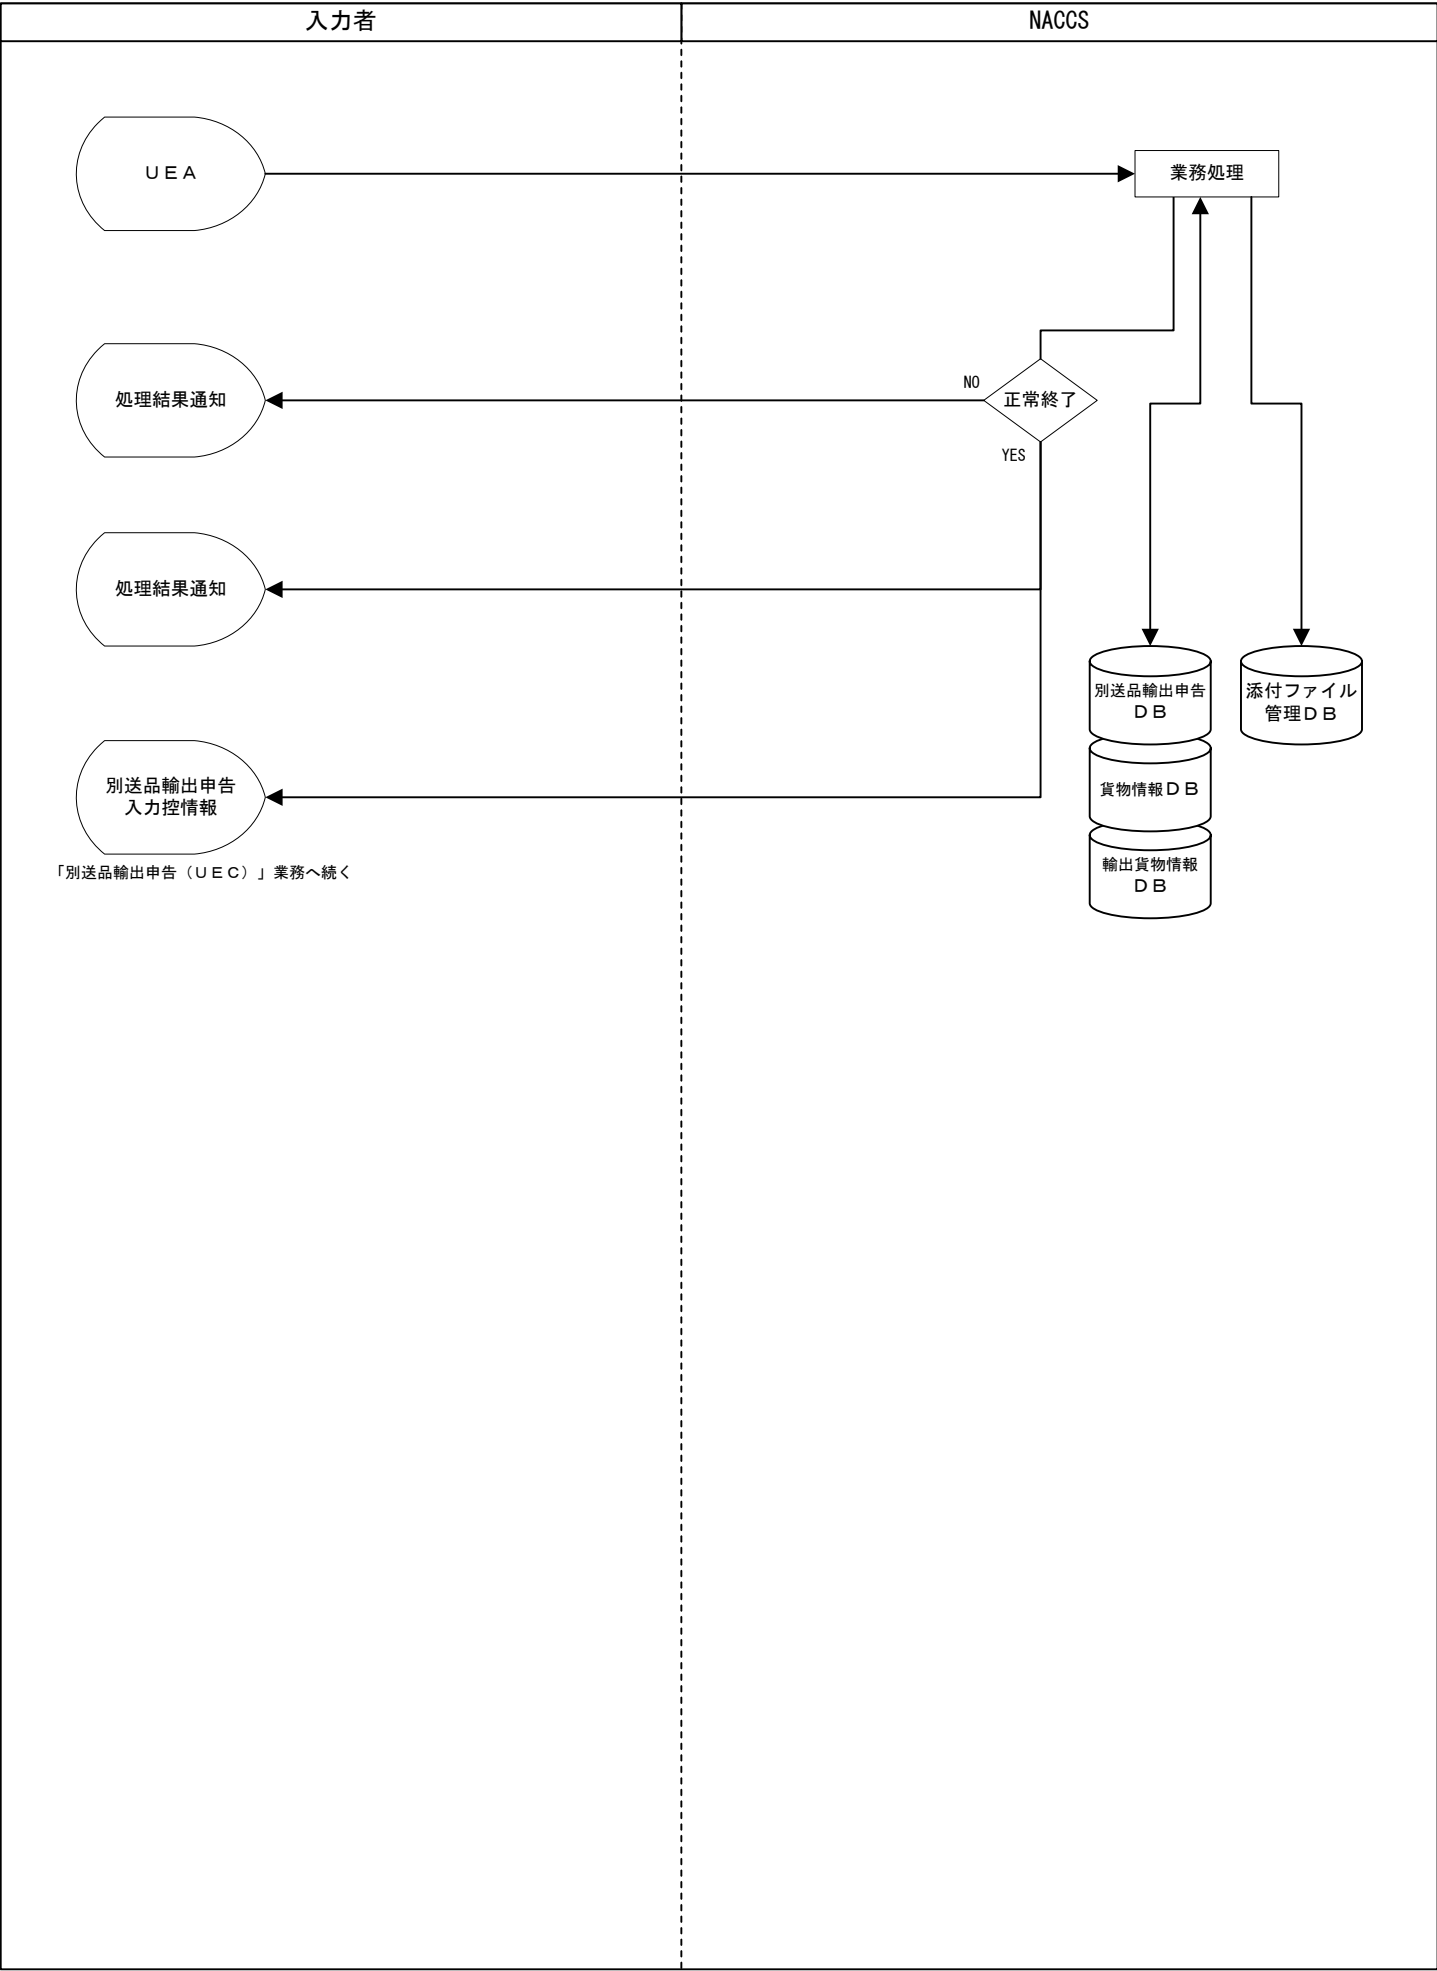 入力者
NACCS
ＵＥＡ
業務処理
処理結果通知
NO
正常終了
YES
処理結果通知
別送品輸出申告
ＤＢ
添付ファイル
管理ＤＢ
貨物情報ＤＢ
別送品輸出申告
入力控情報
輸出貨物情報
ＤＢ
「別送品輸出申告（ＵＥＣ）」業務へ続く